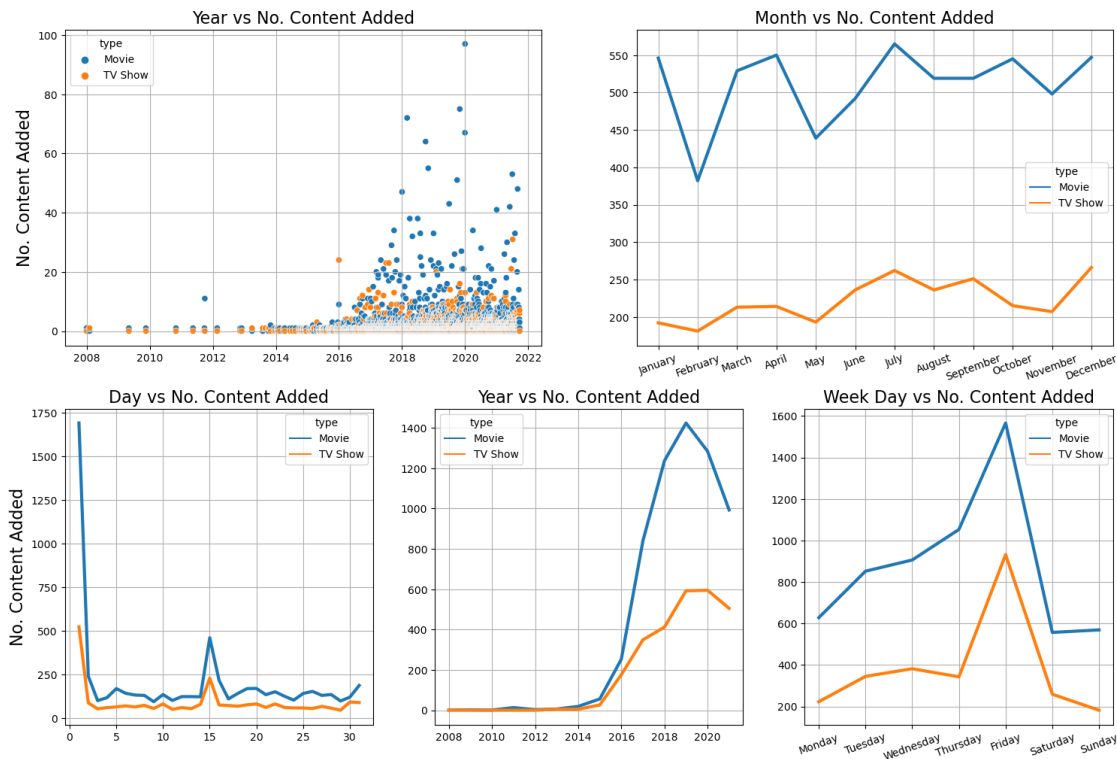 Year vs No. Content Added
No. Content Added
type
Movie
TV Show
100
80
60
40
20
0
2008
2010
2012
2014
2016
2018
2020
2022
Month vs No. Content Added
550
500
450
400
350
300
250
200
type
Movie
TV Show
January
February
March
April
May
June
July
August
September
October
November
December
Day vs No. Content Added
No. Content Added
type
Movie
TV Show
1750
1500
1250
1000
750
500
250
0
0
5
10
15
20
25
30
Year vs No. Content Added
type
Movie
TV Show
1400
1200
1000
800
600
400
200
0
2008
2010
2012
2014
2016
2018
2020
Week Day vs No. Content Added
type
Movie
TV Show
1600
1400
1200
1000
800
600
400
200
Monday
Tuesday
Wednesday
Thursday
Friday
Saturday
Sunday